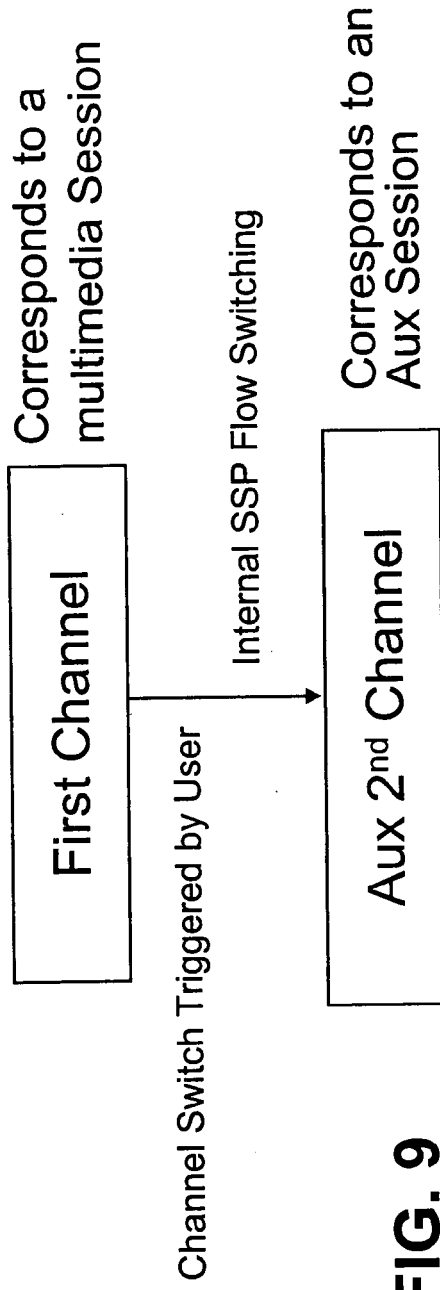 First Channel
Corresponds to a
multimedia Session
Channel Switch Triggered by User
Internal SSP Flow Switching
Aux 2nd Channel
Corresponds to an
Aux Session
FIG. 9